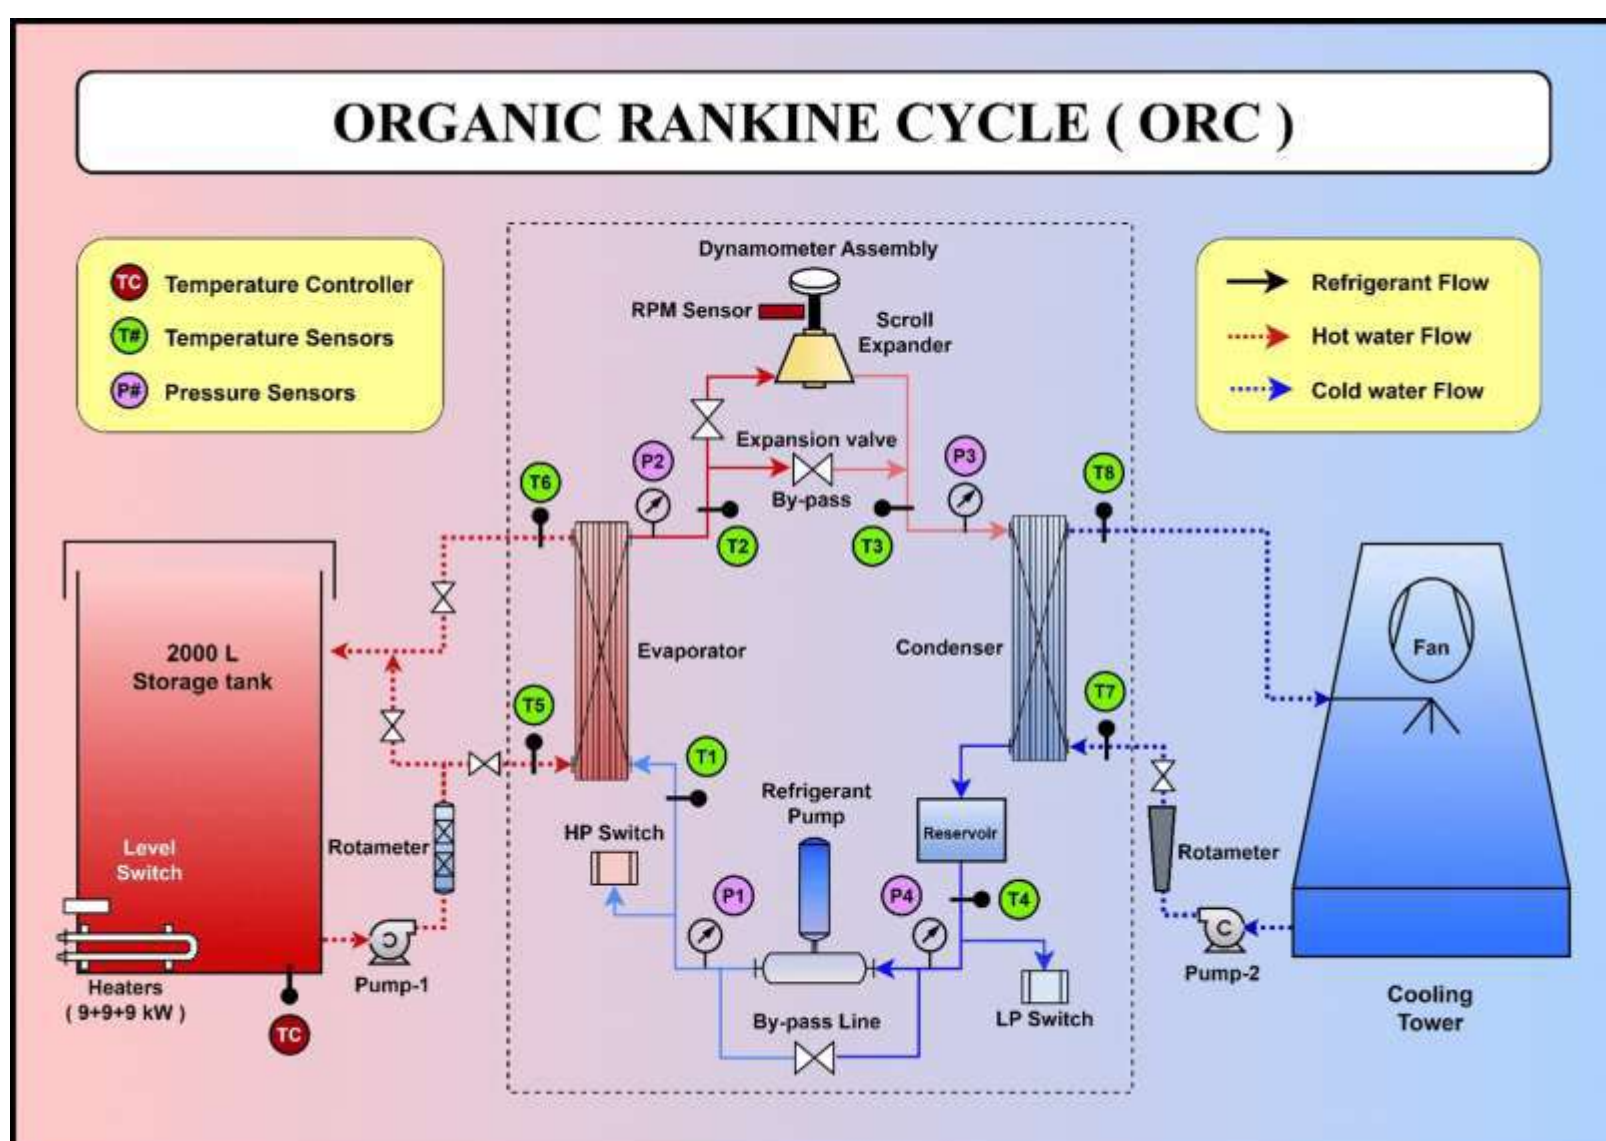 ORGANIC RANKINE CYCLE ( ORC )
TC Temperature Controller
T# Temperature Sensors
P# Pressure Sensors
Refrigerant Flow
Hot water Flow
Cold water Flow
Dynamometer Assembly
RPM Sensor
Scroll
Expander
Expansion valve
By-pass
P2
P3
T6
T8
T2
T3
2000 L
Storage tank
Evaporator
Condenser
Fan
T5
T7
T1
Refrigerant
Pump
HP Switch
Reservoir
Level
Switch
Rotameter
Rotameter
P1
P4
T4
C
C
Pump-1
Pump-2
Heaters
( 9+9+9 kW )
TC
By-pass Line
LP Switch
Cooling
Tower